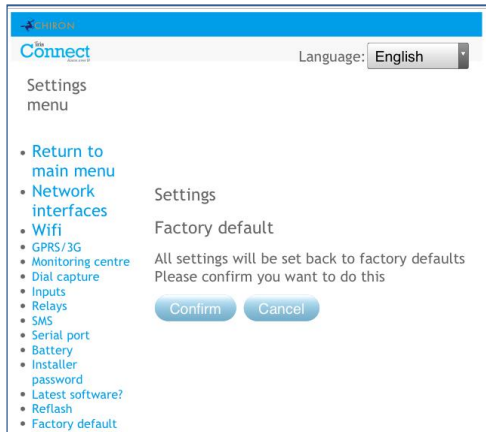 CHIRON
Iris
Connect
Language: English
Settings
menu
Return to
main menu
Network
interfaces
Wifi
GPRS/3G
Monitoring centre
Dial capture
Inputs
Relays
SMS
Serial port
Battery
Installer
password
Latest software?
Reflash
Factory default
Settings
Factory default
All settings will be set back to factory defaults
Please confirm you want to do this
Confirm Cancel